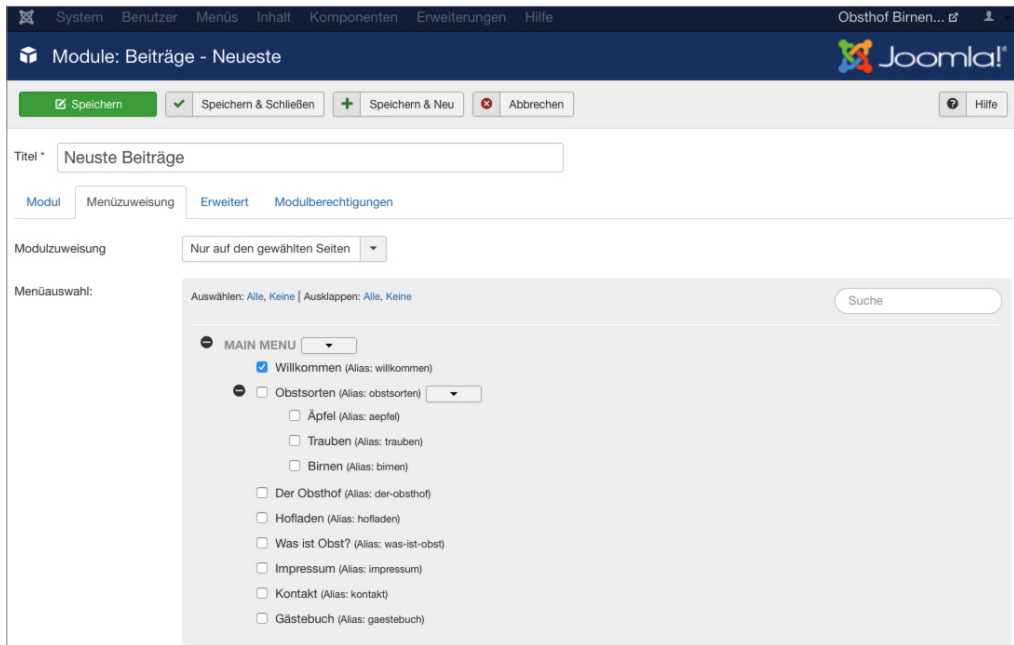 System Benutzer Menüs Inhalt Komponenten Erweiterungen Hilfe Obsthof Birnen...
Module: Beiträge - Neueste Joomla!®
Speichern Speichern & Schließen Speichern & Neu Abbrechen Hilfe
Titel * Neuste Beiträge
Modul Menüzuweisung Erweitert Modulberechtigungen
Modulzuweisung Nur auf den gewählten Seiten
Menüauswahl: Auswählen: Alle, Keine | Ausklappen: Alle, Keine Suche
MAIN MENU
Willkommen (Alias: willkommen)
Obstsorten (Alias: obstsorten)
Äpfel (Alias: aepfel)
Trauben (Alias: trauben)
Birnen (Alias: birnen)
Der Obsthof (Alias: der-obsthof)
Hofladen (Alias: hofladen)
Was ist Obst? (Alias: was-ist-obst)
Impressum (Alias: impressum)
Kontakt (Alias: kontakt)
Gästebuch (Alias: gaestebuch)